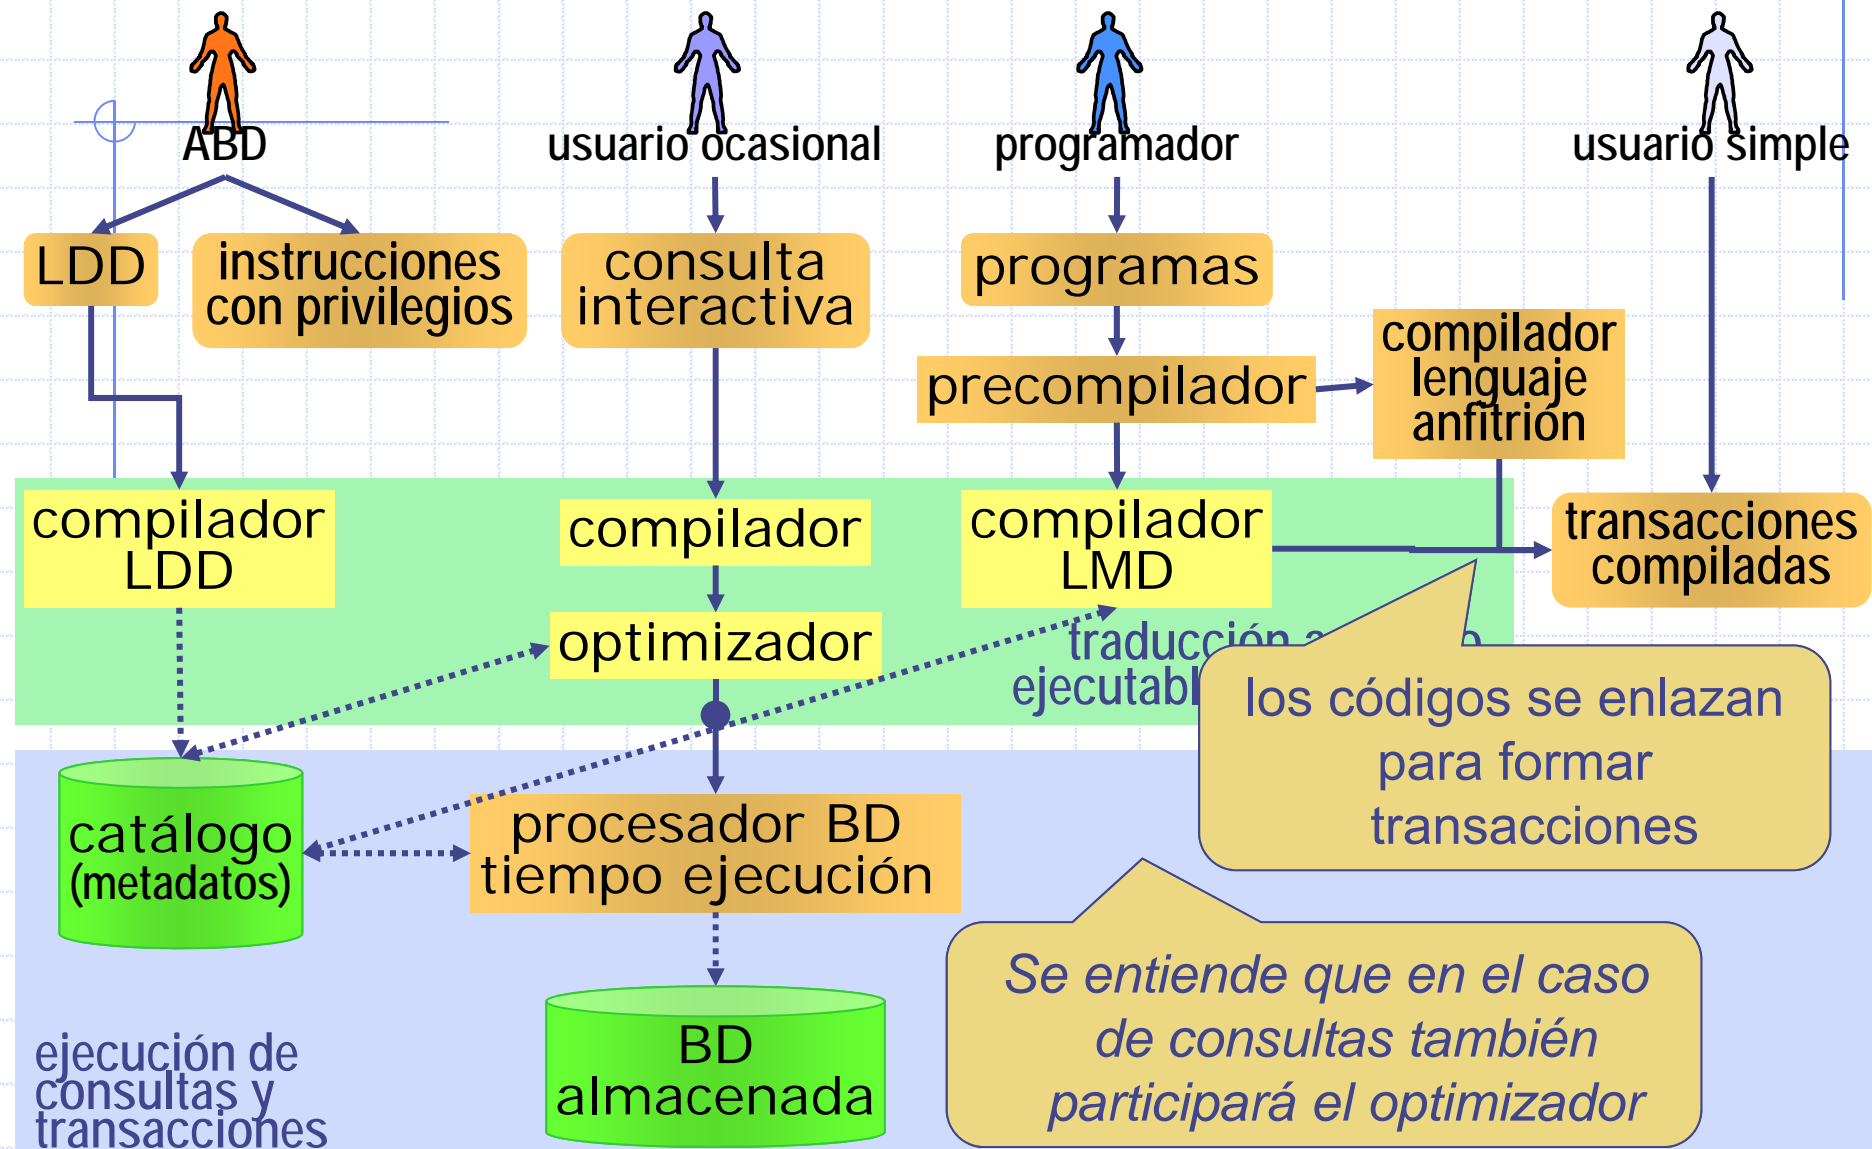 ABD
usuario ocasional
programador
usuario simple
LDD
instrucciones
con privilegios
consulta
interactiva
programas
precompilador
compilador
lenguaje
anfitrión
compilador
LDD
compilador
optimizador
compilador
LMD
transacciones
compiladas
traducción a
los códigos se enlazan
para formar
transacciones
catálogo
(metadatos)
procesador BD
tiempo ejecución
BD
almacenada
Se entiende que en el caso
de consultas también
participará el optimizador
ejecución de
consultas y
transacciones